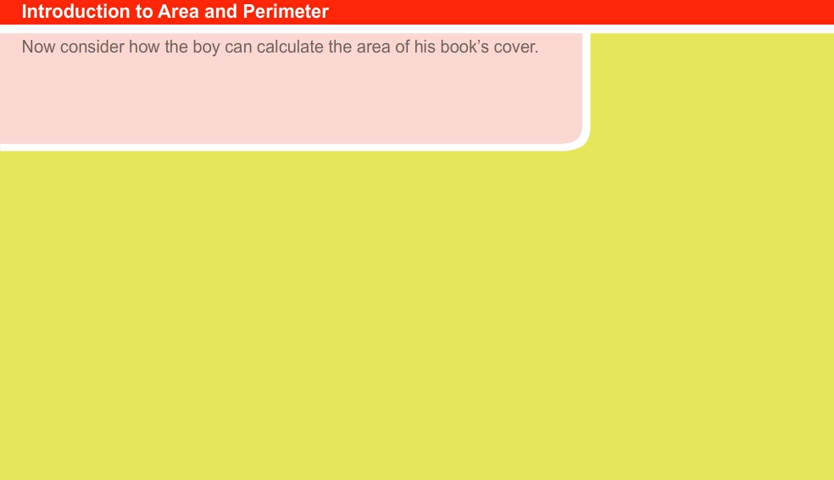 Introduction to Area and Perimeter
Now consider how the boy can calculate the area of his book’s cover.